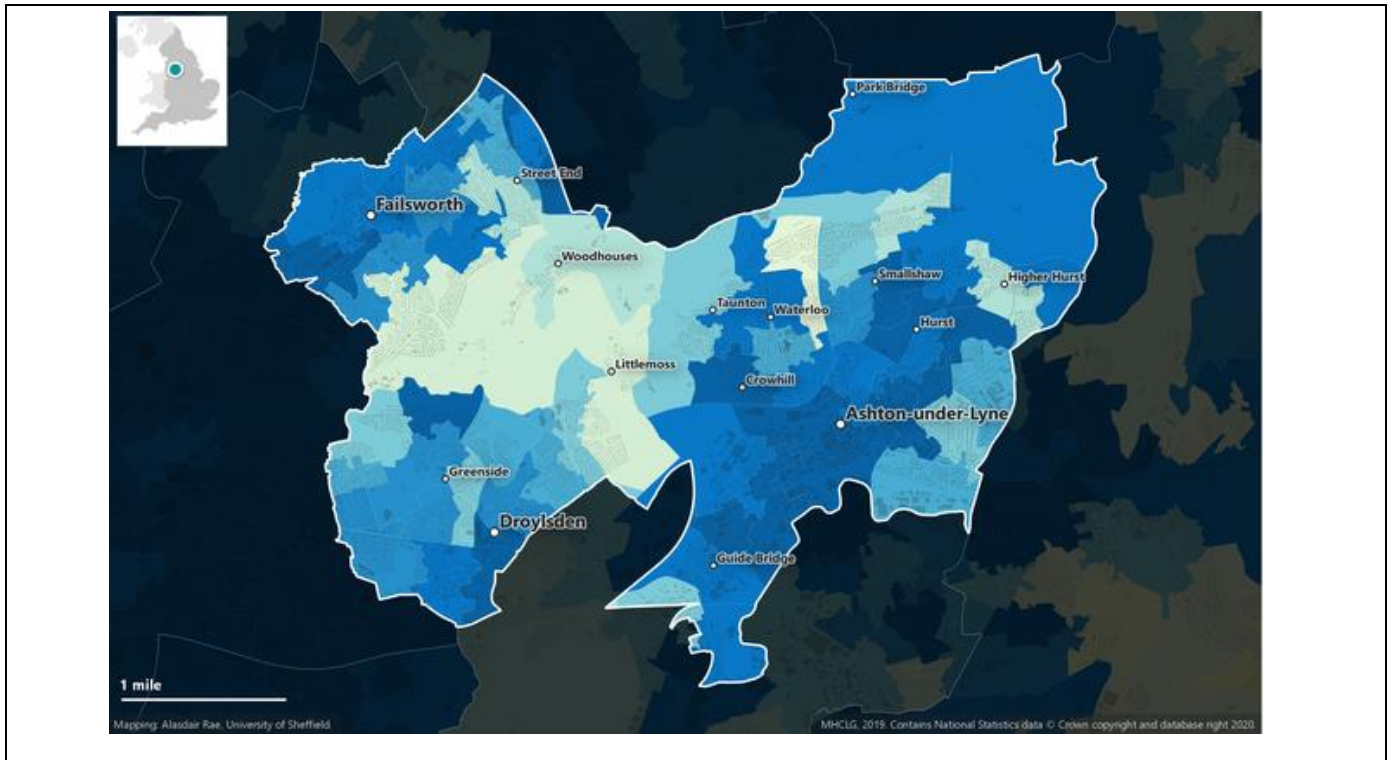 Park Bridge
Street End
Failsworth
Woodhouses
Smallshaw
Higher Hurst
Taunton
Waterloo
Hurst
Littlemoss
Crowhill
Ashton-under-Lyne
Greenside
Droylsden
Guide Bridge
1 mile
Mapping: Alasdair Rae, University of Sheffield
MHCLG, 2019. Contains National Statistics data © Crown copyright and database right 2020.